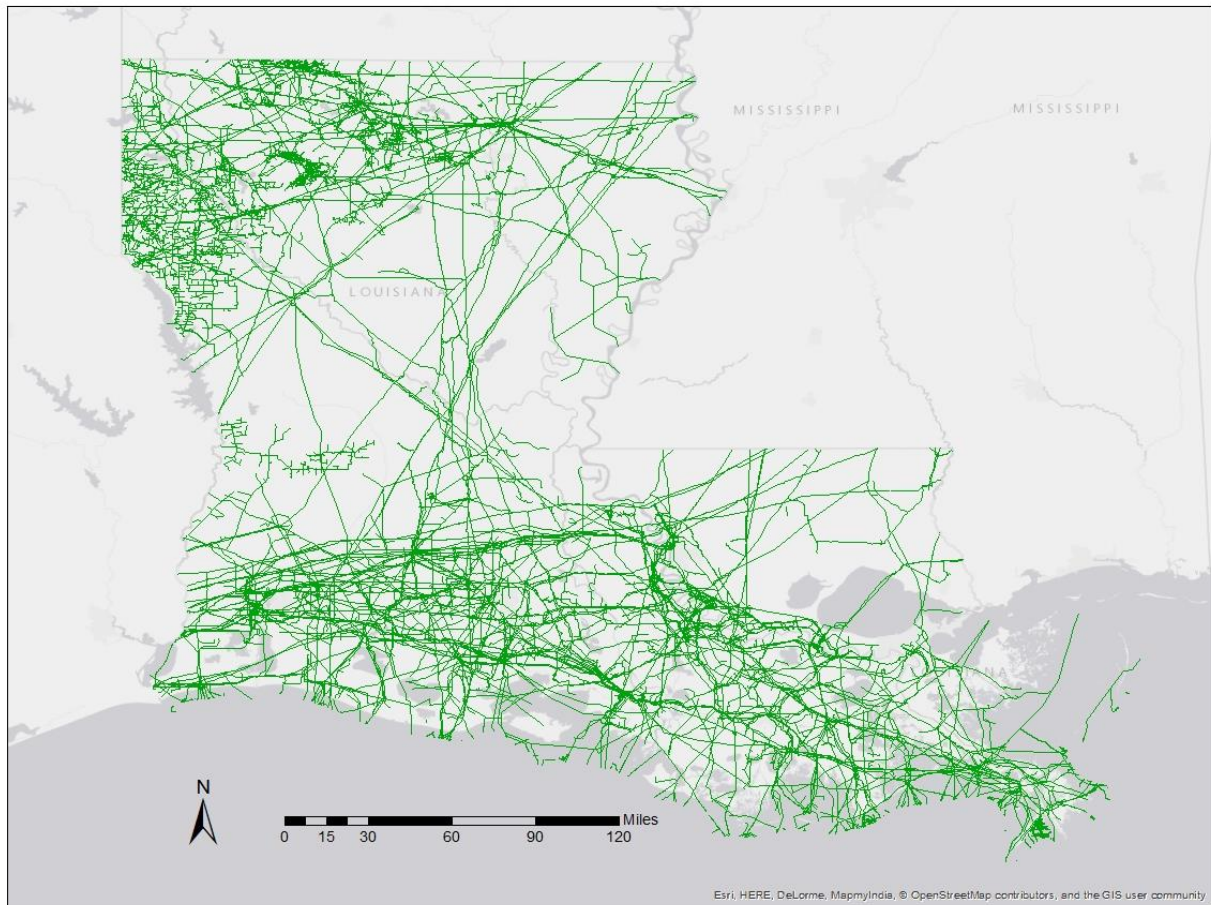 MISSISSIPPI
MISSISSIPPI
LOUISIANA
NA
N
Miles
0 15 30 60 90 120
Esri, HERE, DeLorme, MapmyIndia, © OpenStreetMap contributors, and the GIS user community